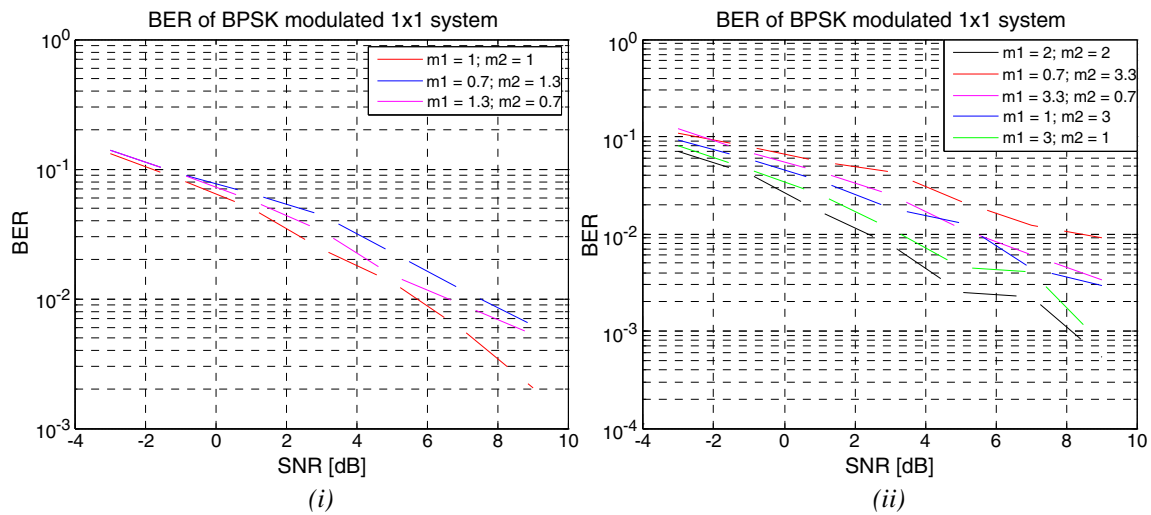 BER of BPSK modulated 1x1 system
10^0
10^-1
10^-2
10^-3
BER
-4 -2 0 2 4 6 8 10
SNR [dB]
m1 = 1; m2 = 1
m1 = 0.7; m2 = 1.3
m1 = 1.3; m2 = 0.7
(i)
BER of BPSK modulated 1x1 system
10^0
10^-1
10^-2
10^-3
10^-4
BER
-4 -2 0 2 4 6 8 10
SNR [dB]
m1 = 2; m2 = 2
m1 = 0.7; m2 = 3.3
m1 = 3.3; m2 = 0.7
m1 = 1; m2 = 3
m1 = 3; m2 = 1
(ii)